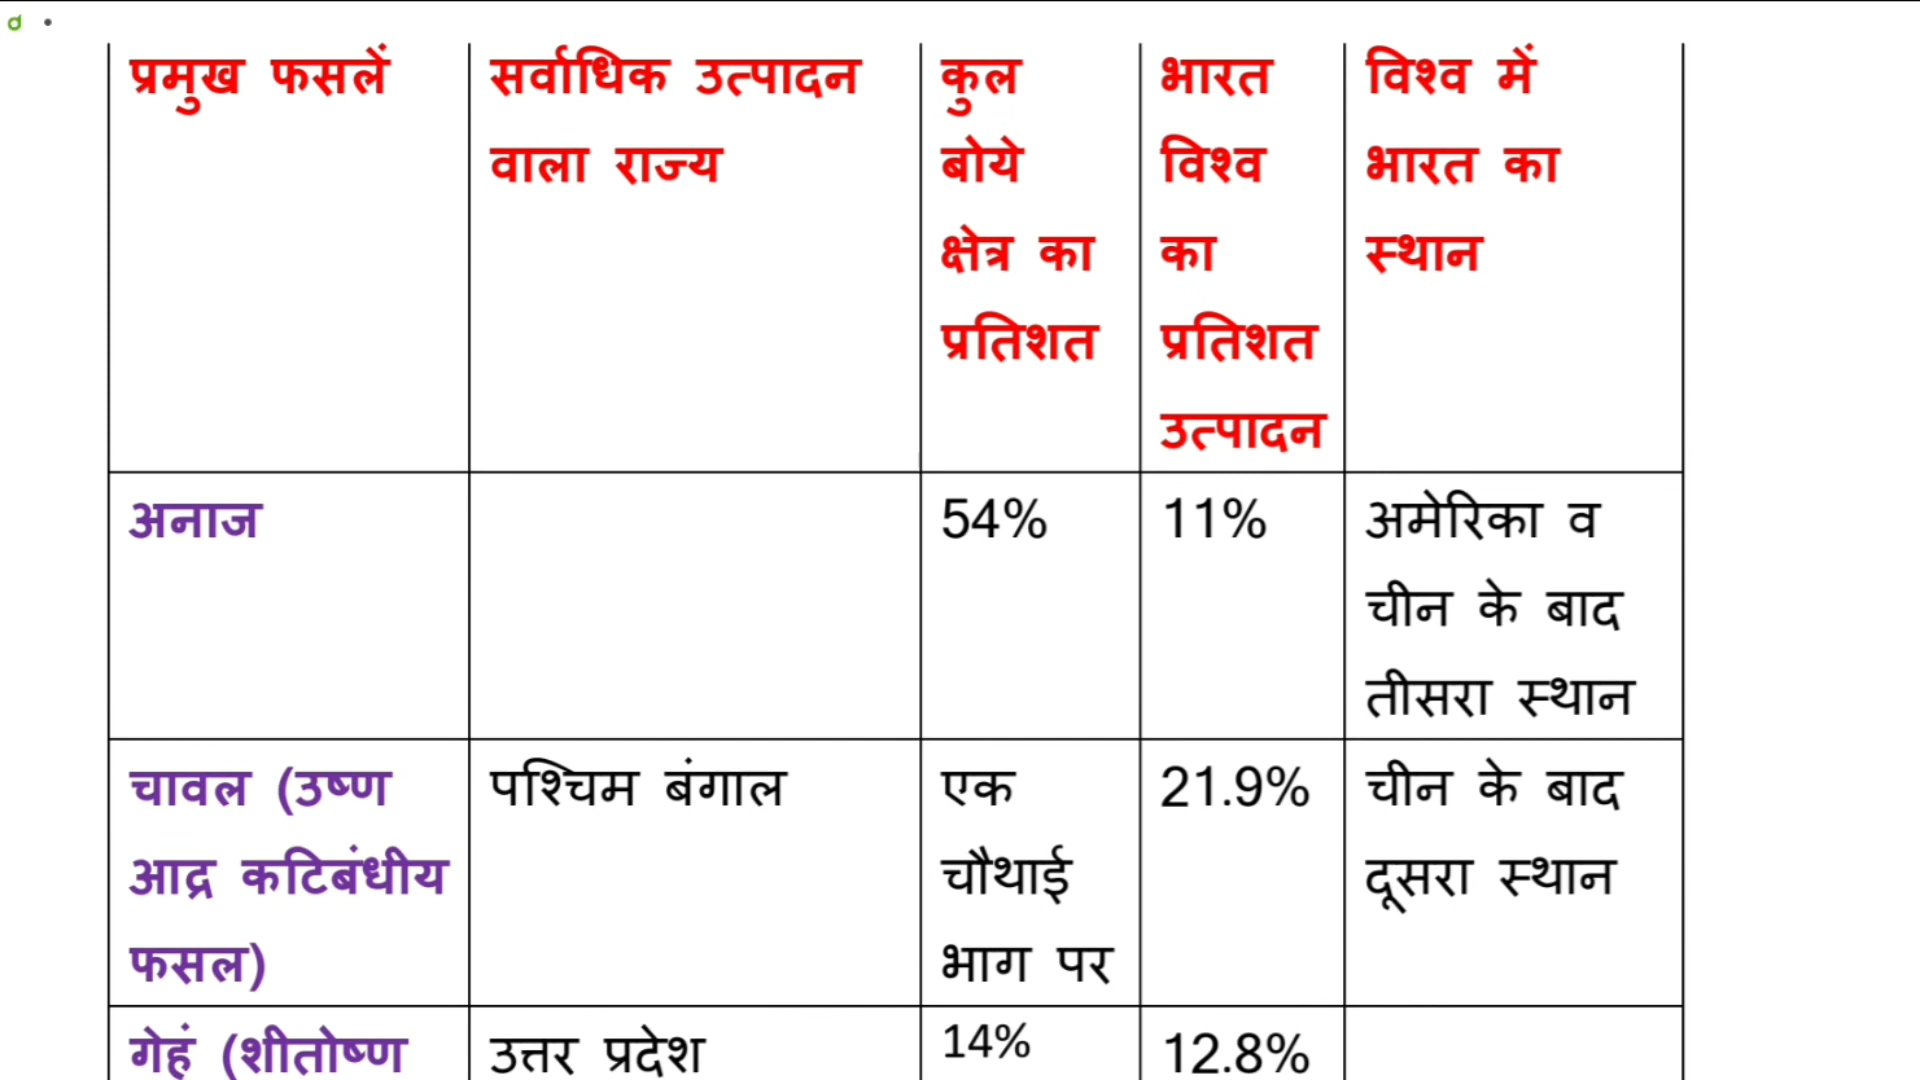 प्रमुख फसलें
सर्वाधिक उत्पादन
वाला राज्य
कुल
बोये
क्षेत्र का
प्रतिशत
भारत
विश्व
का
प्रतिशत
उत्पादन
विश्व में
भारत का
स्थान
अनाज
54%
11%
अमेरिका व
चीन के बाद
तीसरा स्थान
चावल (उष्ण
आद्र कटिबंधीय
फसल)
पश्चिम बंगाल
एक
चौथाई
भाग पर
21.9%
चीन के बाद
दूसरा स्थान
गेहं (शीतोष्ण
उत्तर प्रदेश
14%
12.8%